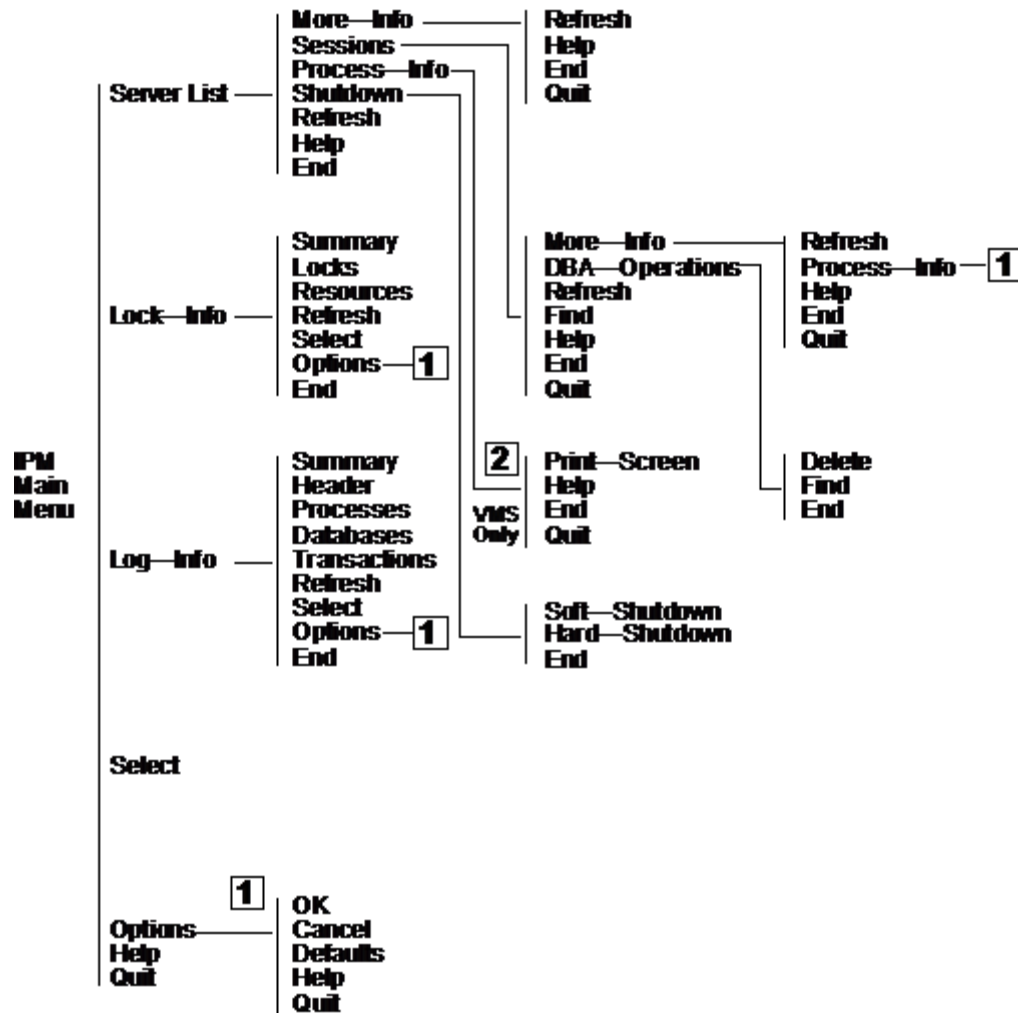 IPM
Main
Menu
Server List
Lock—Info
Log—Info
Select
Options
Help
Quit
More—Info
Sessions
Process—Info
Shutdown
Refresh
Help
End
Refresh
Help
End
Quit
More—Info
DBA—Operations
Refresh
Find
Help
End
Quit
Refresh
Process—Info
1
Help
End
Quit
Delete
Find
End
2
VMS
Only
Print—Screen
Help
End
Quit
Soft—Shutdown
Hard—Shutdown
End
Summary
Locks
Resources
Refresh
Select
Options
1
End
Summary
Header
Processes
Databases
Transactions
Refresh
Select
Options
1
End
1
OK
Cancel
Defaults
Help
Quit